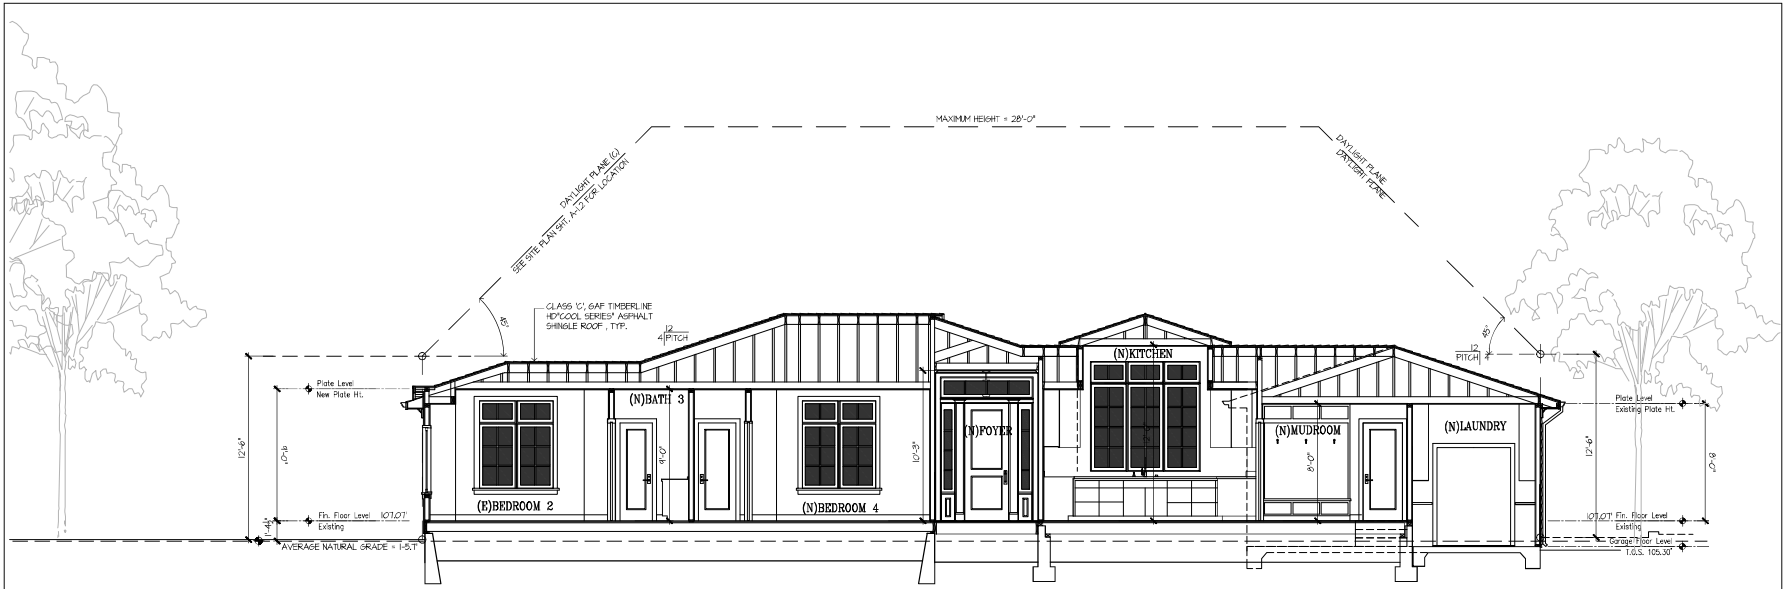 MAXIMUM HEIGHT = 28'-0"
DAYLIGHT PLANE (C)
SEE SITE PLAN SHT. A-1.2 FOR LOCATION
DAYLIGHT PLANE
DAYLIGHT PLANE
45°
45°
CLASS 'C', GAF TIMBERLINE
HD"COOL SERIES" ASPHALT
SHINGLE ROOF , TYP.
12
4 PITCH
12
PITCH 4
(N)KITCHEN
Plate Level
New Plate Ht.
(N)BATH 3
Plate Level
Existing Plate Ht.
(N)FOYER
(N)MUDROOM
(N)LAUNDRY
12'-6"
9'-0"
9'-0"
10'-3"
8'-0"
12'-6"
8'-0"
(E)BEDROOM 2
(N)BEDROOM 4
Fin. Floor Level 107.07'
Existing
107.07' Fin. Floor Level
Existing
AVERAGE NATURAL GRADE =
Garage Floor Level
T.O.S. 105.30'